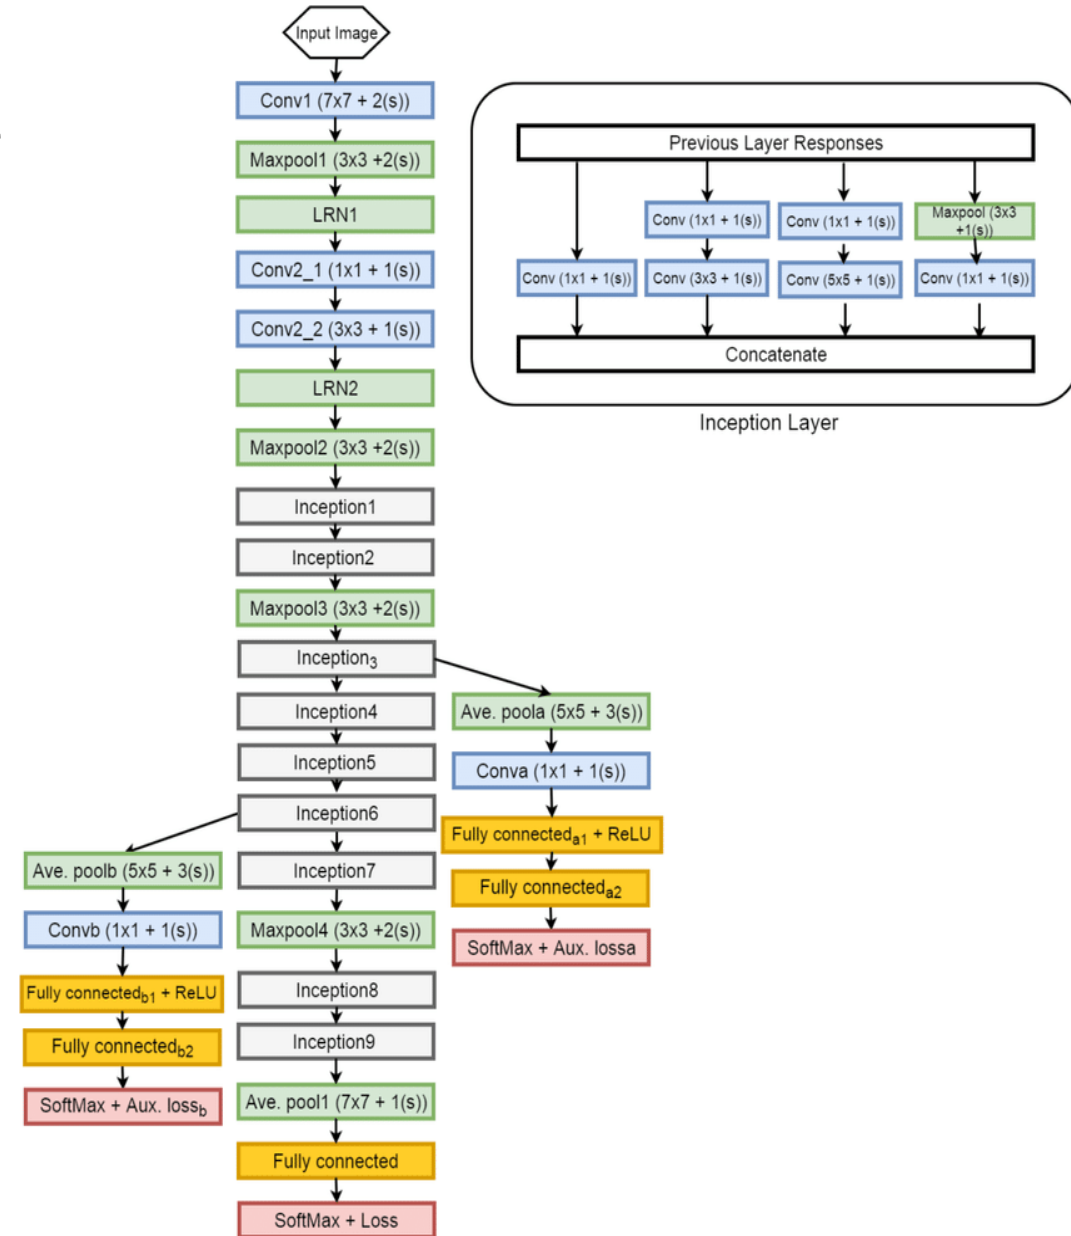 Input Image
Conv1 (7x7 + 2(s))
Maxpool1 (3x3 +2(s))
LRN1
Conv2_1 (1x1 + 1(s))
Conv2_2 (3x3 + 1(s))
LRN2
Maxpool2 (3x3 +2(s))
Inception1
Inception2
Maxpool3 (3x3 +2(s))
Inception3
Inception4
Inception5
Inception6
Inception7
Maxpool4 (3x3 +2(s))
Inception8
Inception9
Ave. pool1 (7x7 + 1(s))
Fully connected
SoftMax + Loss
Ave. poolb (5x5 + 3(s))
Convb (1x1 + 1(s))
Fully connectedb1 + ReLU
Fully connectedb2
SoftMax + Aux. lossb
Ave. poola (5x5 + 3(s))
Conva (1x1 + 1(s))
Fully connecteda1 + ReLU
Fully connecteda2
SoftMax + Aux. lossa
Previous Layer Responses
Conv (1x1 + 1(s))
Conv (1x1 + 1(s))
Maxpool (3x3
+1(s))
Conv (1x1 + 1(s))
Conv (3x3 + 1(s))
Conv (5x5 + 1(s))
Conv (1x1 + 1(s))
Concatenate
Inception Layer